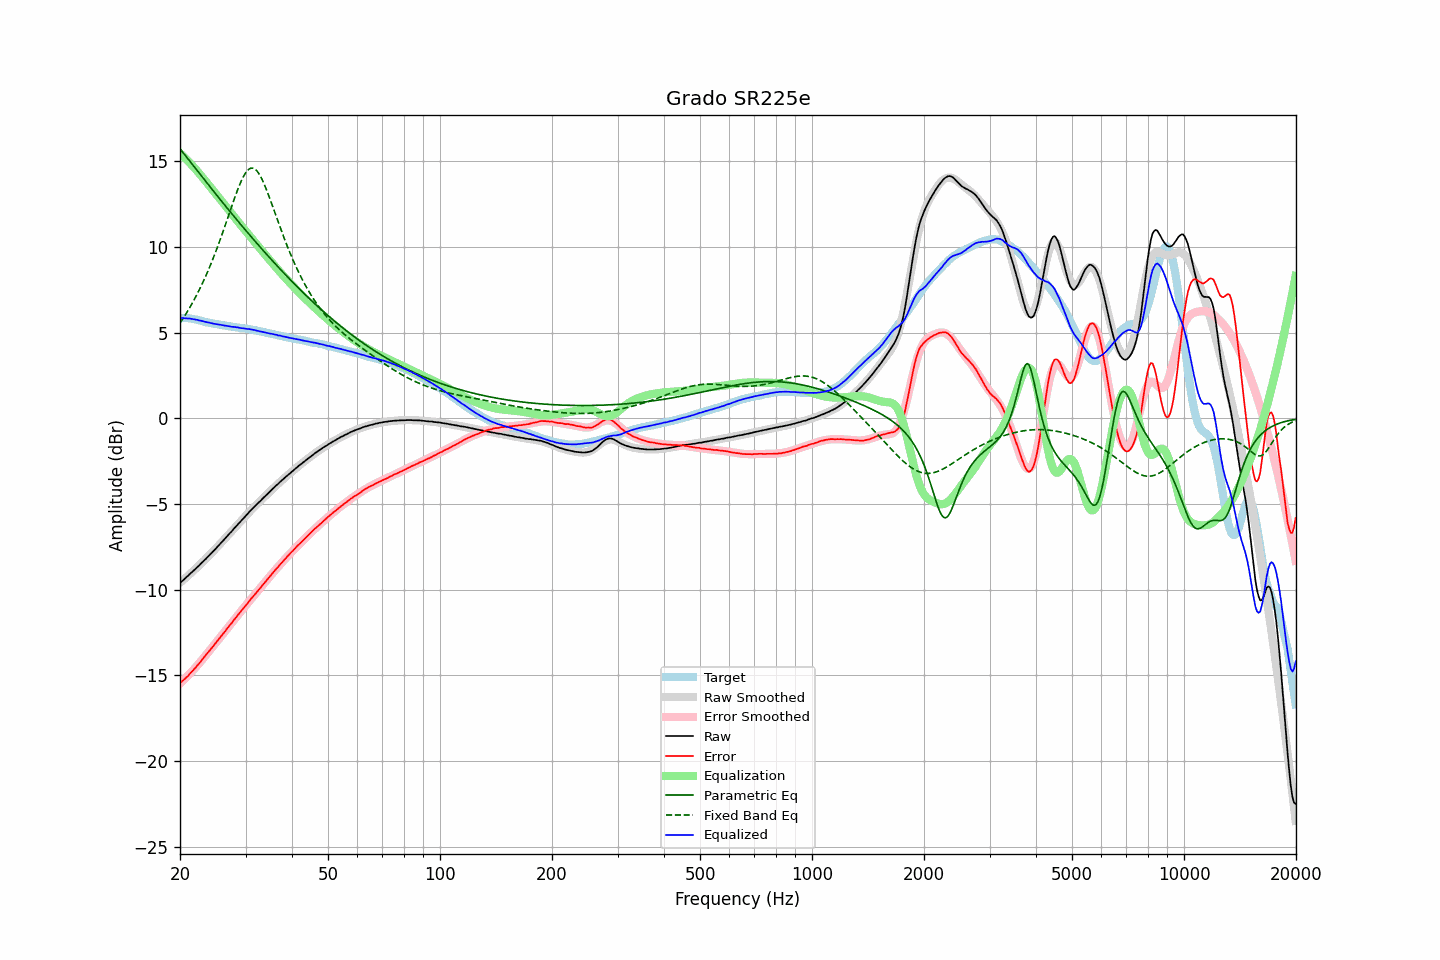 Grado SR225e
Amplitude (dBr)
15
10
5
0
−5
−10
−15
−20
−25
Target
Raw Smoothed
Error Smoothed
Raw
Error
Equalization
Parametric Eq
Fixed Band Eq
Equalized
20 50 100 200 500 1000 2000 5000 10000 20000
Frequency (Hz)